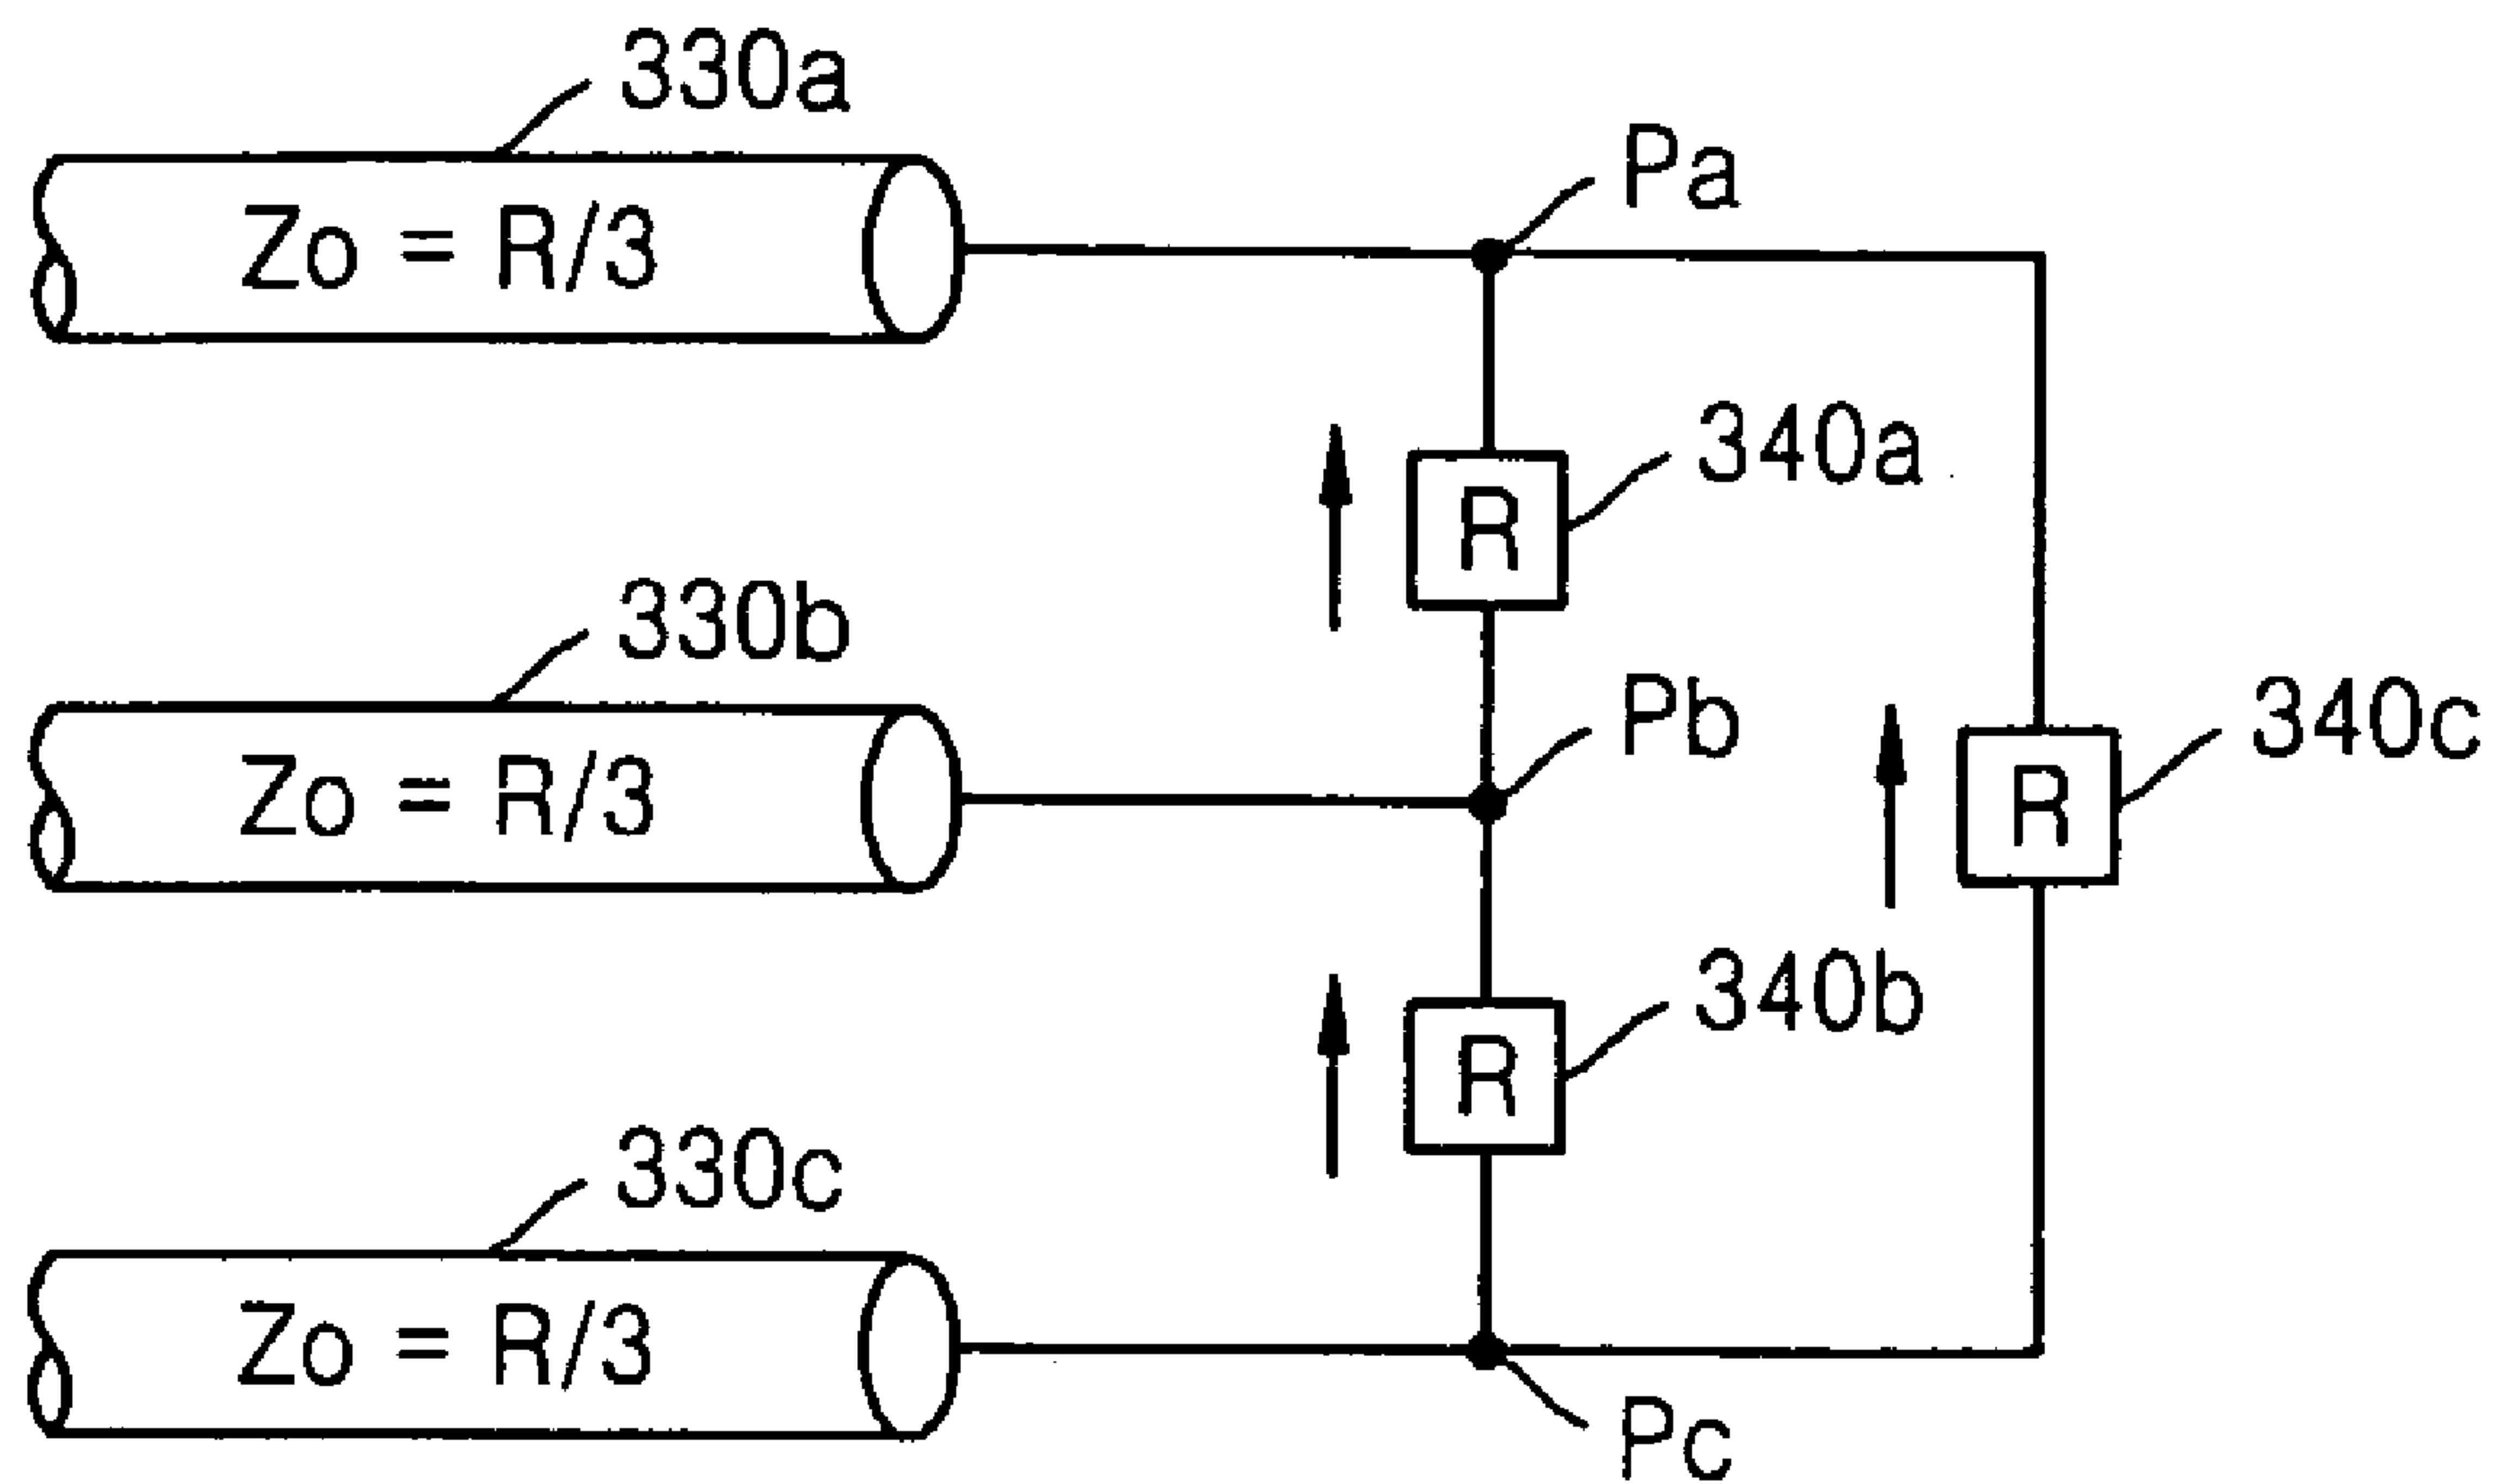 330a
Zo = R/3
Pa
340a
R
330b
Zo = R/3
Pb
340c
R
340b
R
330c
Zo = R/3
Pc